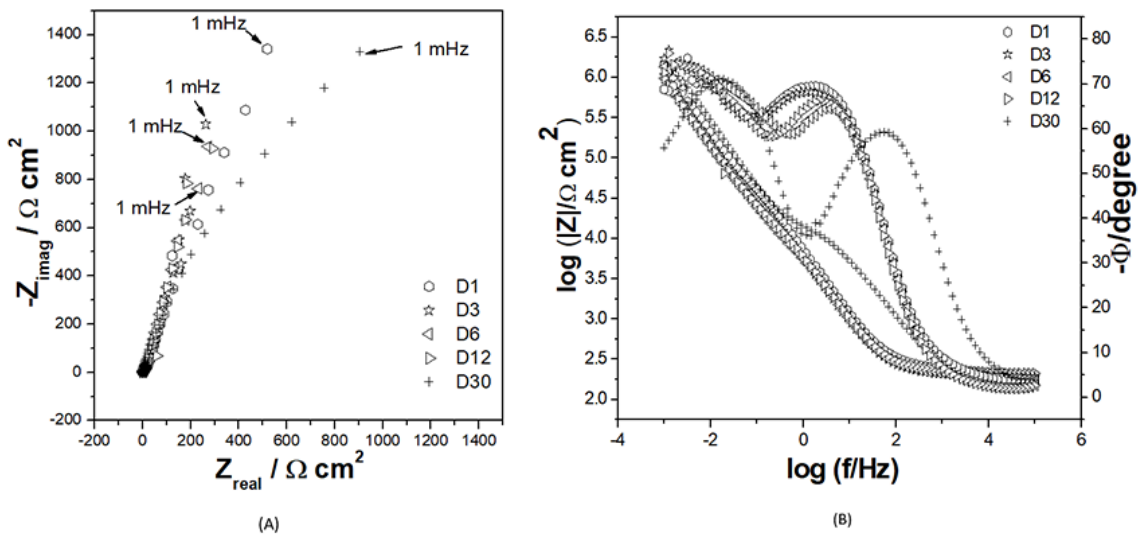 1400
1200
1000
800
600
400
200
0
-200
-Z_imag / Ω cm²
1 mHz
1 mHz
1 mHz
1 mHz
1 mHz
D1
D3
D6
D12
D30
-200 0 200 400 600 800 1000 1200 1400
Z_real / Ω cm²
(A)
6.5
6.0
5.5
5.0
4.5
4.0
3.5
3.0
2.5
2.0
log (|Z|/Ω cm²)
D1
D3
D6
D12
D30
80
70
60
50
40
30
20
10
0
-Φ/degree
-4 -2 0 2 4 6
log (f/Hz)
(B)